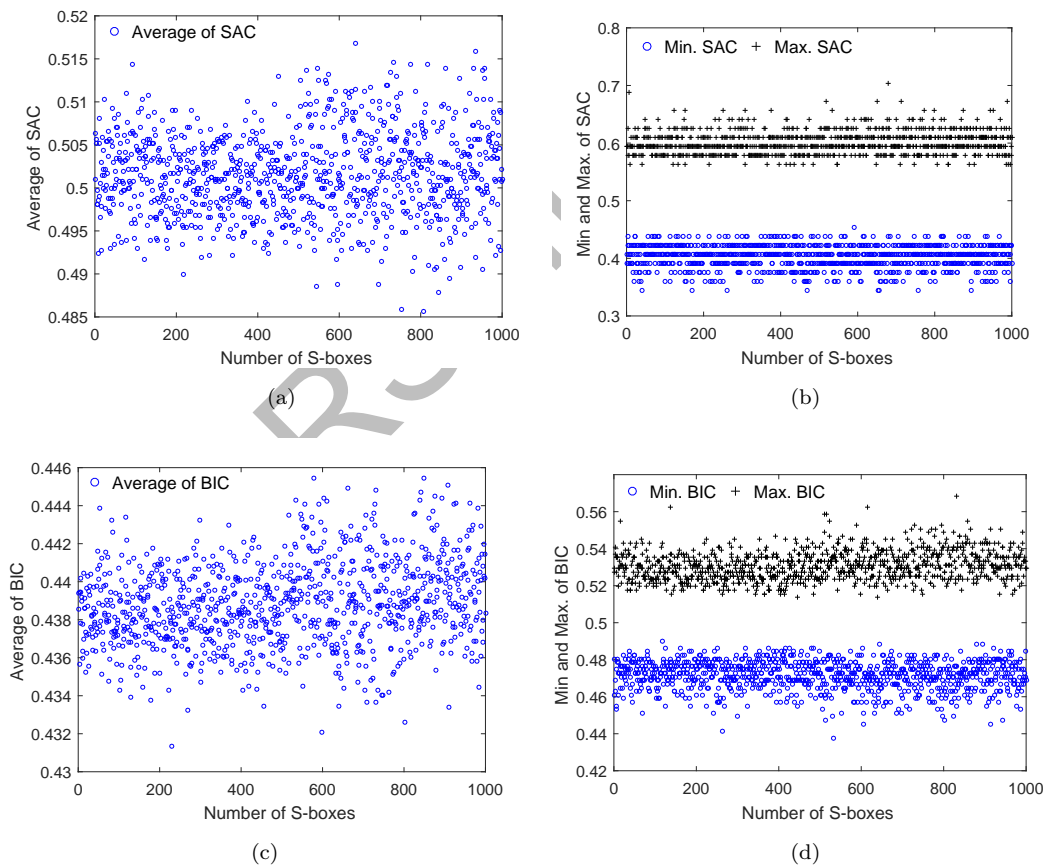 Average of SAC
0.52
0.515
0.51
0.505
0.5
0.495
0.49
0.485
Average of SAC
0 200 400 600 800 1000
Number of S-boxes
(a)
Min. SAC Max. SAC
0.8
0.7
0.6
0.5
0.4
0.3
Min and Max. of SAC
0 200 400 600 800 1000
Number of S-boxes
(b)
Average of BIC
0.446
0.444
0.442
0.44
0.438
0.436
0.434
0.432
0.43
Average of BIC
0 200 400 600 800 1000
Number of S-boxes
(c)
Min. BIC Max. BIC
0.56
0.54
0.52
0.5
0.48
0.46
0.44
0.42
Min and Max. of BIC
0 200 400 600 800 1000
Number of S-boxes
(d)